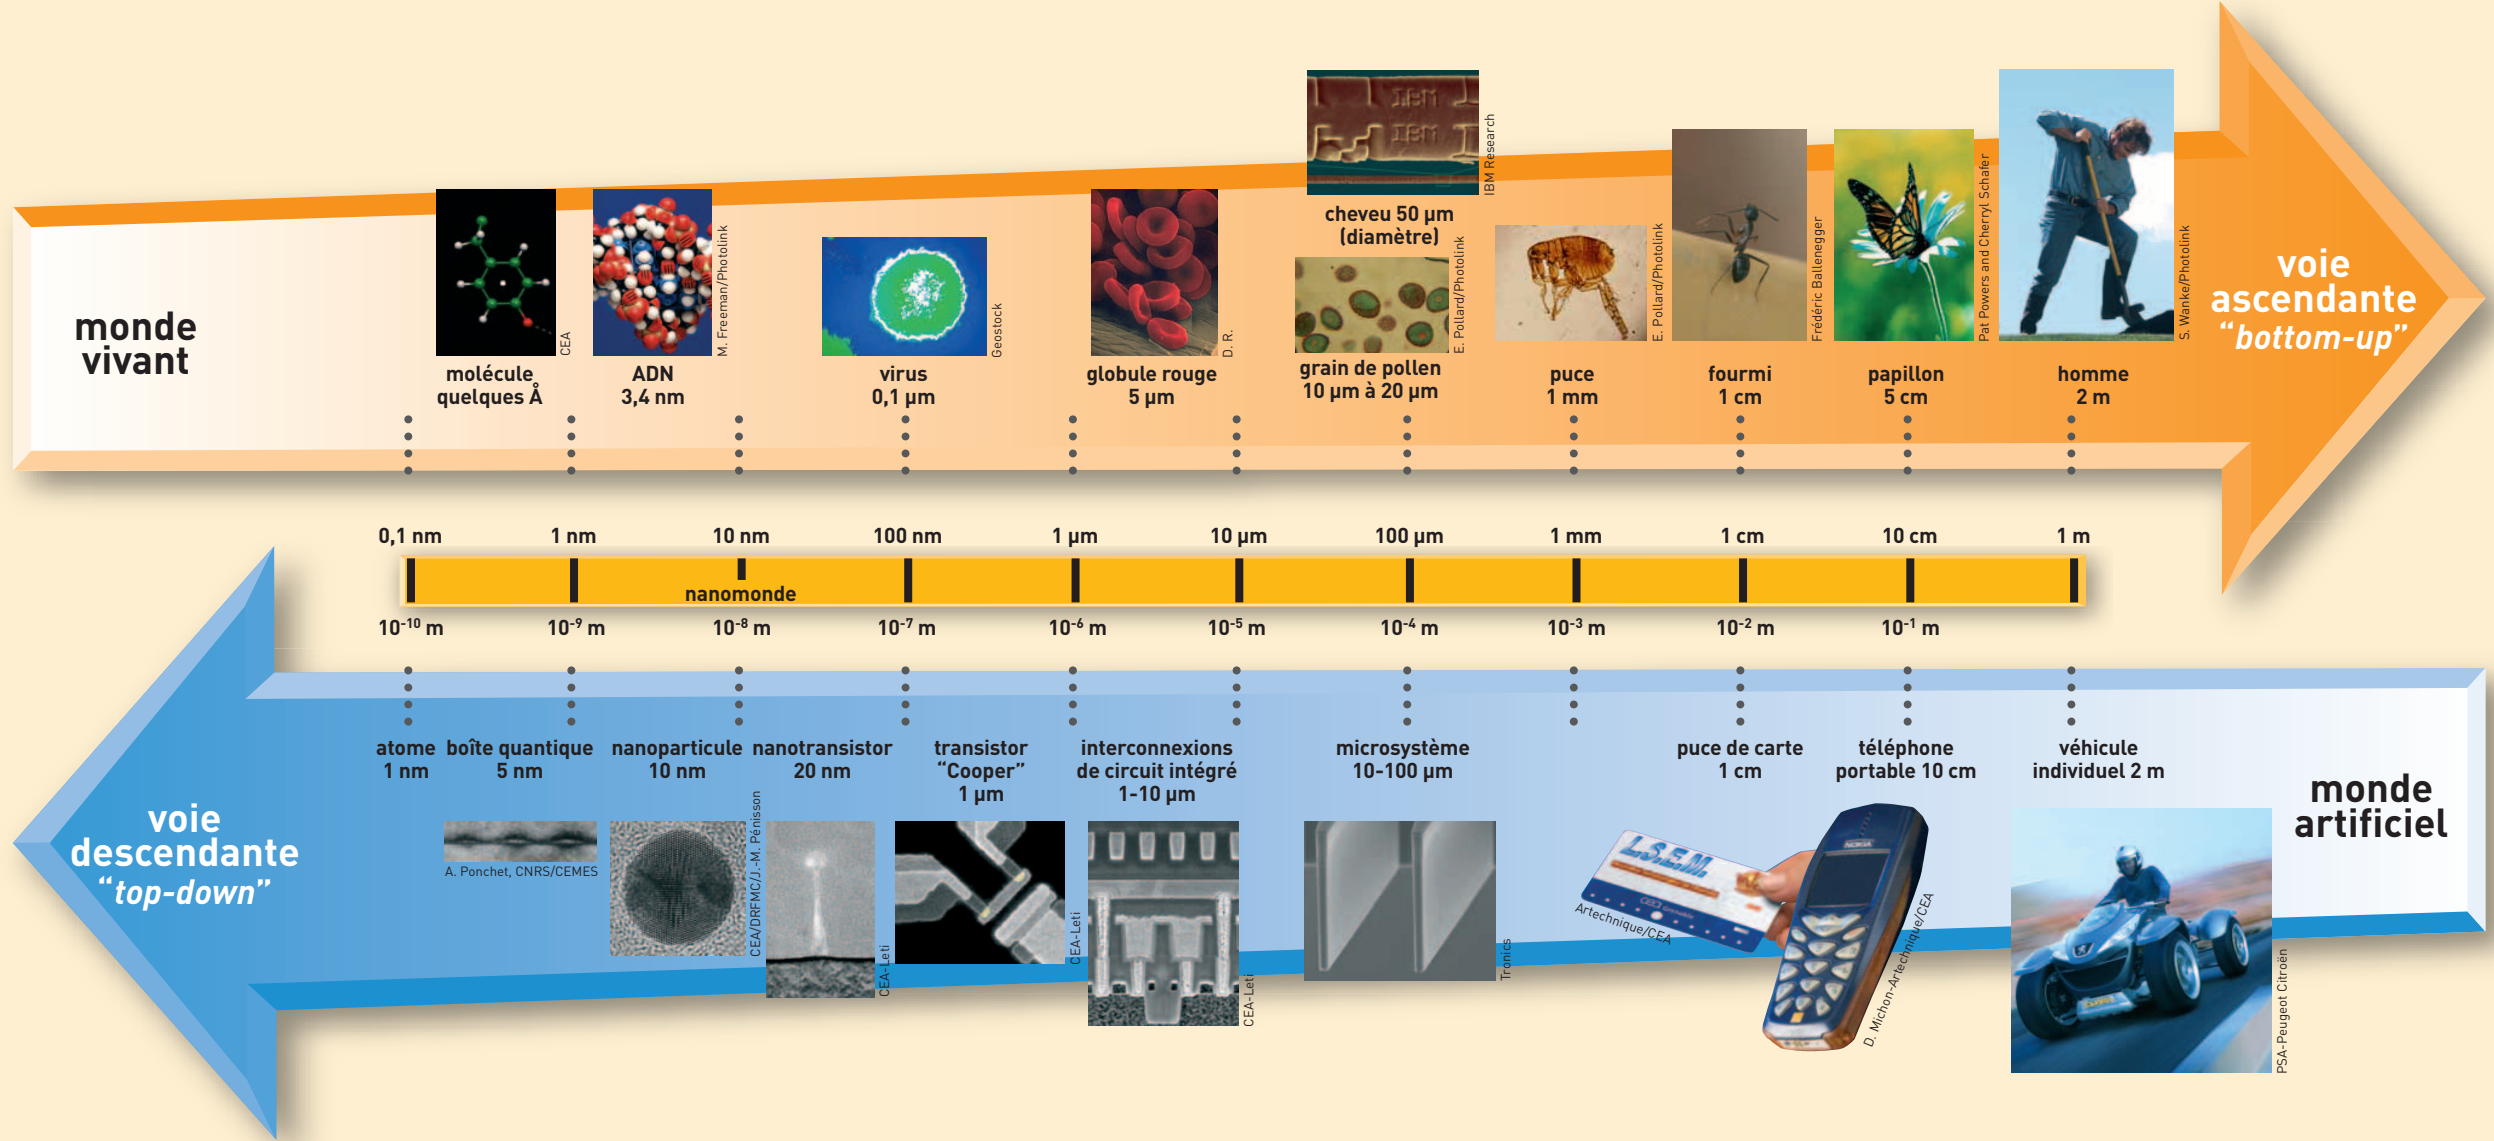 IBM
IBM
IBM Research
cheveu 50 µm
(diamètre)
monde
vivant
CEA
molécule
quelques Å
M. Freeman/Photolink
ADN
3,4 nm
Geostock
virus
0,1 µm
D. R.
globule rouge
5 µm
E. Pollard/Photolink
grain de pollen
10 µm à 20 µm
E. Pollard/Photolink
puce
1 mm
Frédéric Ballenegger
fourmi
1 cm
Pat Powers and Cherryl Schafer
papillon
5 cm
S. Wanke/Photolink
homme
2 m
voie
ascendante
“bottom-up”
0,1 nm
1 nm
10 nm
100 nm
1 µm
10 µm
100 µm
1 mm
1 cm
10 cm
1 m
nanomonde
10-10 m
10-9 m
10-8 m
10-7 m
10-6 m
10-5 m
10-4 m
10-3 m
10-2 m
10-1 m
voie
descendante
“top-down”
atome
1 nm
boîte quantique
5 nm
A. Ponchet, CNRS/CEMES
nanoparticule
10 nm
CEA/DRFMC/J.-M. Pénisson
nanotransistor
20 nm
CEA-Leti
transistor
“Cooper”
1 µm
CEA-Leti
interconnexions
de circuit intégré
1-10 µm
CEA-Leti
microsystème
10-100 µm
Tronics
puce de carte
1 cm
L.S.E.M.
Artechnique/CEA
téléphone
portable 10 cm
NOKIA
D. Michon-Artechnique/CEA
véhicule
individuel 2 m
PSA-Peugeot Citroën
monde
artificiel